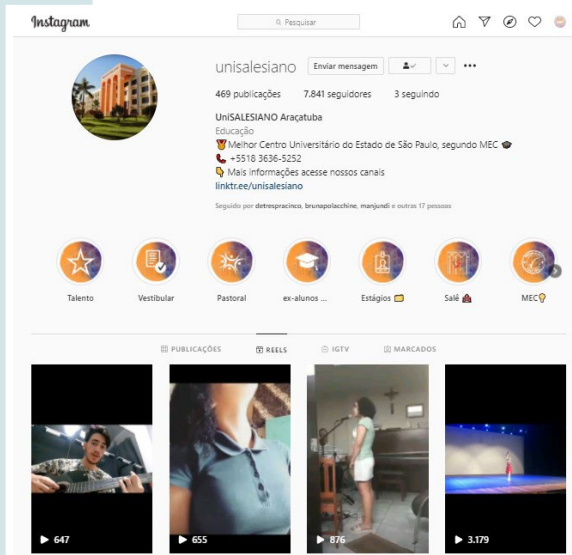 Instagram
Pesquisar
unisalesiano Enviar mensagem
469 publicações 7.841 seguidores 3 seguindo
UniSALESIANO Araçatuba
Educação
🏅Melhor Centro Universitário do Estado de São Paulo, segundo MEC 🎓
📞 +5518 3636-5252
👇 Mais informações acesse nossos canais
linktr.ee/unisalesiano
Seguido por detrespracinco, brunapolacchine, manjundi e outras 17 pessoas
Talento Vestibular Pastoral ex-alunos ... Estágios 📁 Salê 🏫 MEC💡
PUBLICAÇÕES REELS IGTV MARCADOS
647 655 876 3.179